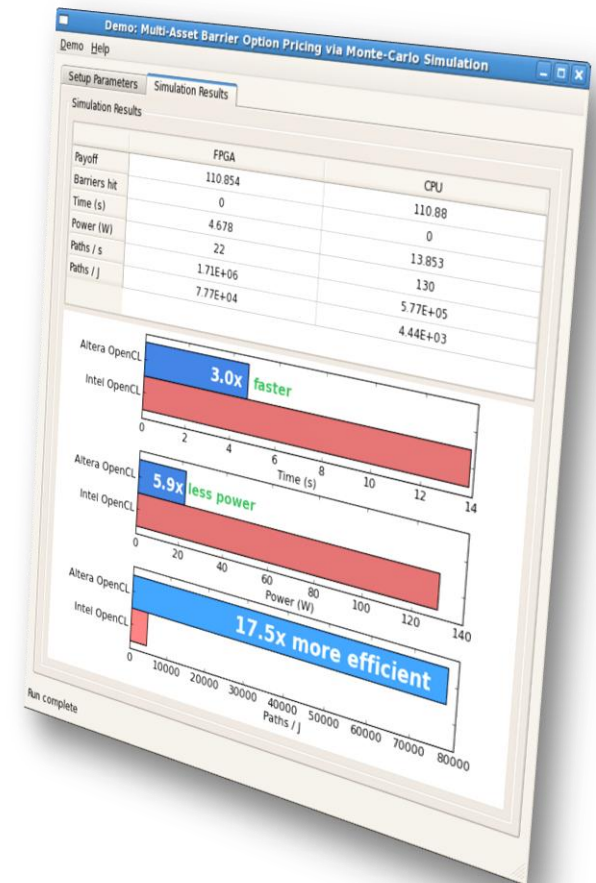 Demo: Multi-Asset Barrier Option Pricing via Monte-Carlo Simulation
Demo Help
Setup Parameters Simulation Results
Simulation Results
FPGA CPU
Payoff 110.854 110.88
Barriers hit 0 0
Time (s) 4.678 13.853
Power (W) 22 130
Paths / s 1.71E+06 5.77E+05
Paths / J 7.77E+04 4.44E+03
Altera OpenCL 3.0x faster
Intel OpenCL
0 2 4 6 8 10 12 14
Time (s)
Altera OpenCL 5.9x less power
Intel OpenCL
0 20 40 60 80 100 120 140
Power (W)
Altera OpenCL 17.5x more efficient
Intel OpenCL
0 10000 20000 30000 40000 50000 60000 70000 80000
Paths / J
Run complete